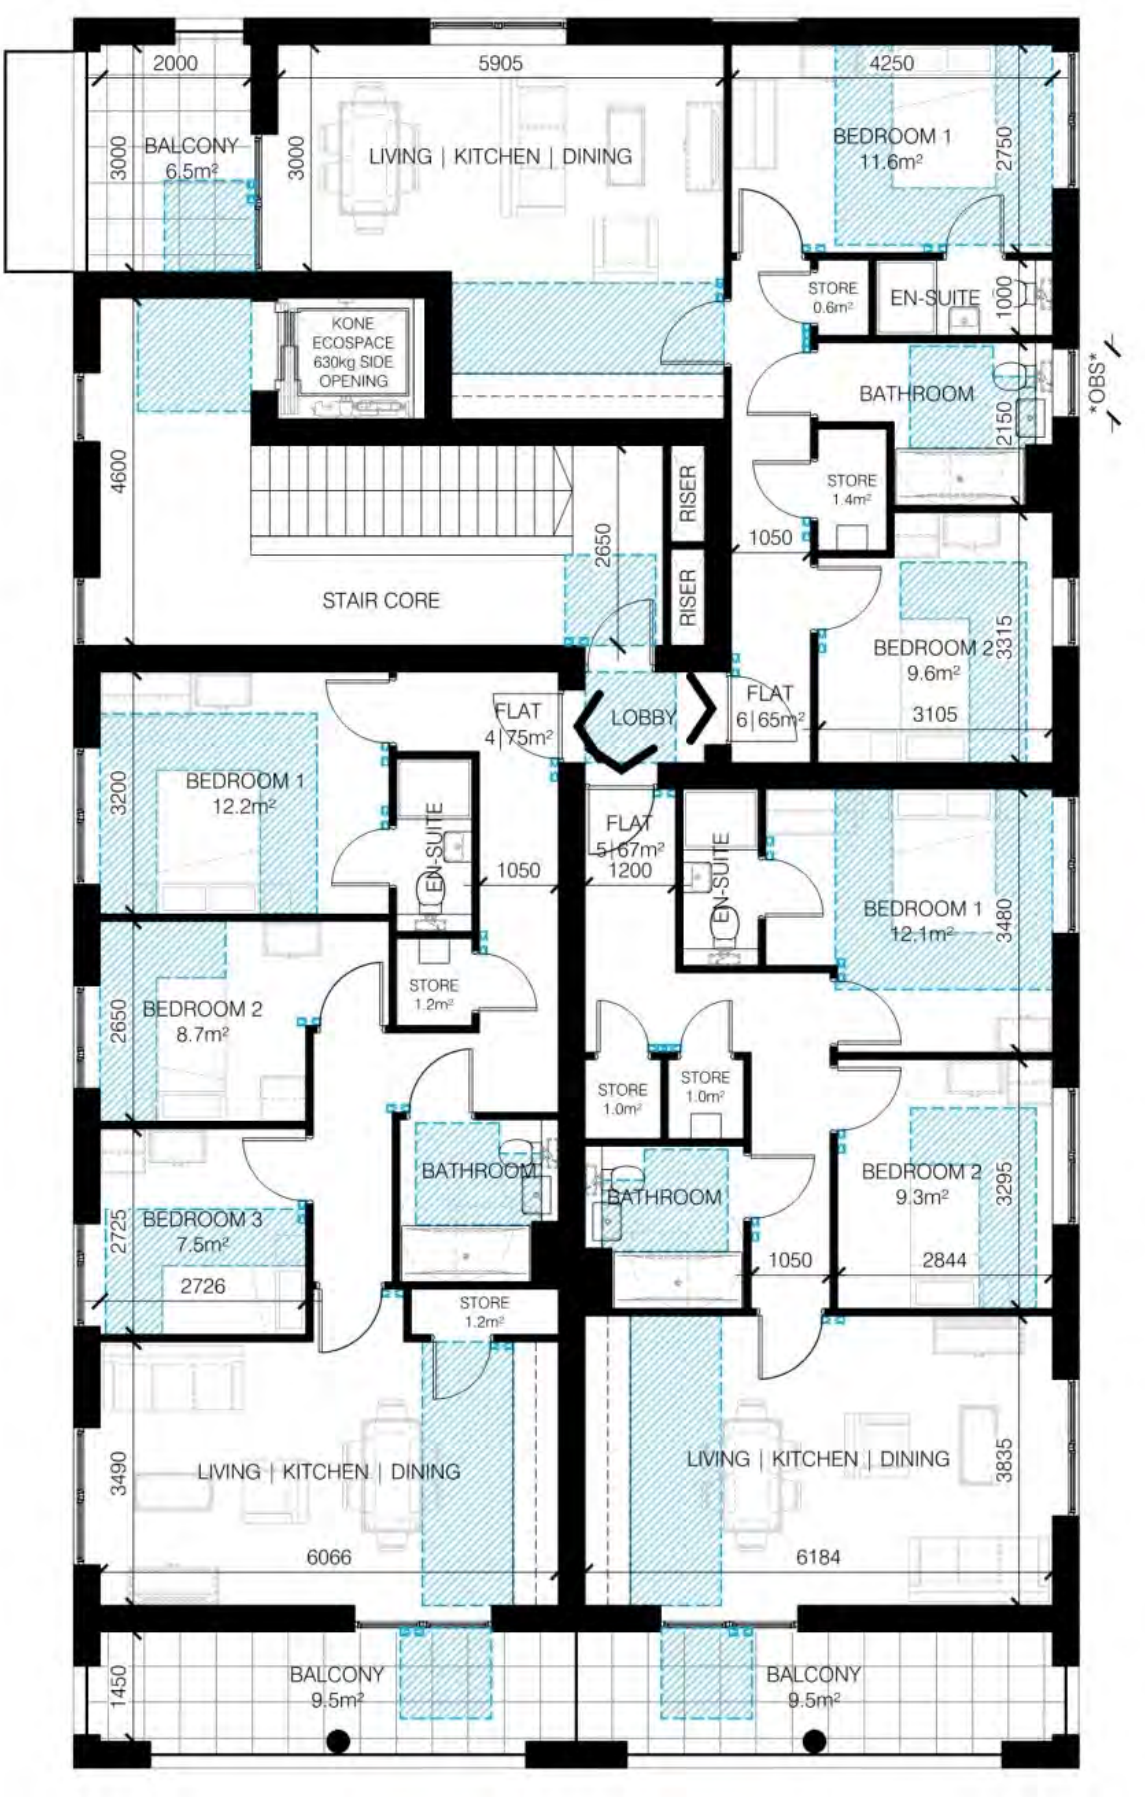 2000
5905
4250
3000
BALCONY
6.5m²
3000
LIVING | KITCHEN | DINING
BEDROOM 1
11.6m²
2750
STORE
0.6m²
EN-SUITE
1000
KONE
ECOSPACE
630kg SIDE
OPENING
BATHROOM
2150
*OBS*
4600
STORE
1.4m²
RISER
2650
1050
RISER
STAIR CORE
BEDROOM 2
9.6m²
3315
3105
FLAT
4|75m²
LOBBY
FLAT
6|65m²
BEDROOM 1
12.2m²
3200
EN-SUITE
1050
FLAT
5|67m²
1200
EN-SUITE
BEDROOM 1
12.1m²
3480
BEDROOM 2
8.7m²
2650
STORE
1.2m²
STORE
1.0m²
STORE
1.0m²
BATHROOM
BATHROOM
BEDROOM 2
9.3m²
3295
BEDROOM 3
7.5m²
2725
2726
1050
2844
STORE
1.2m²
LIVING | KITCHEN | DINING
3490
LIVING | KITCHEN | DINING
3835
6066
6184
1450
BALCONY
9.5m²
BALCONY
9.5m²